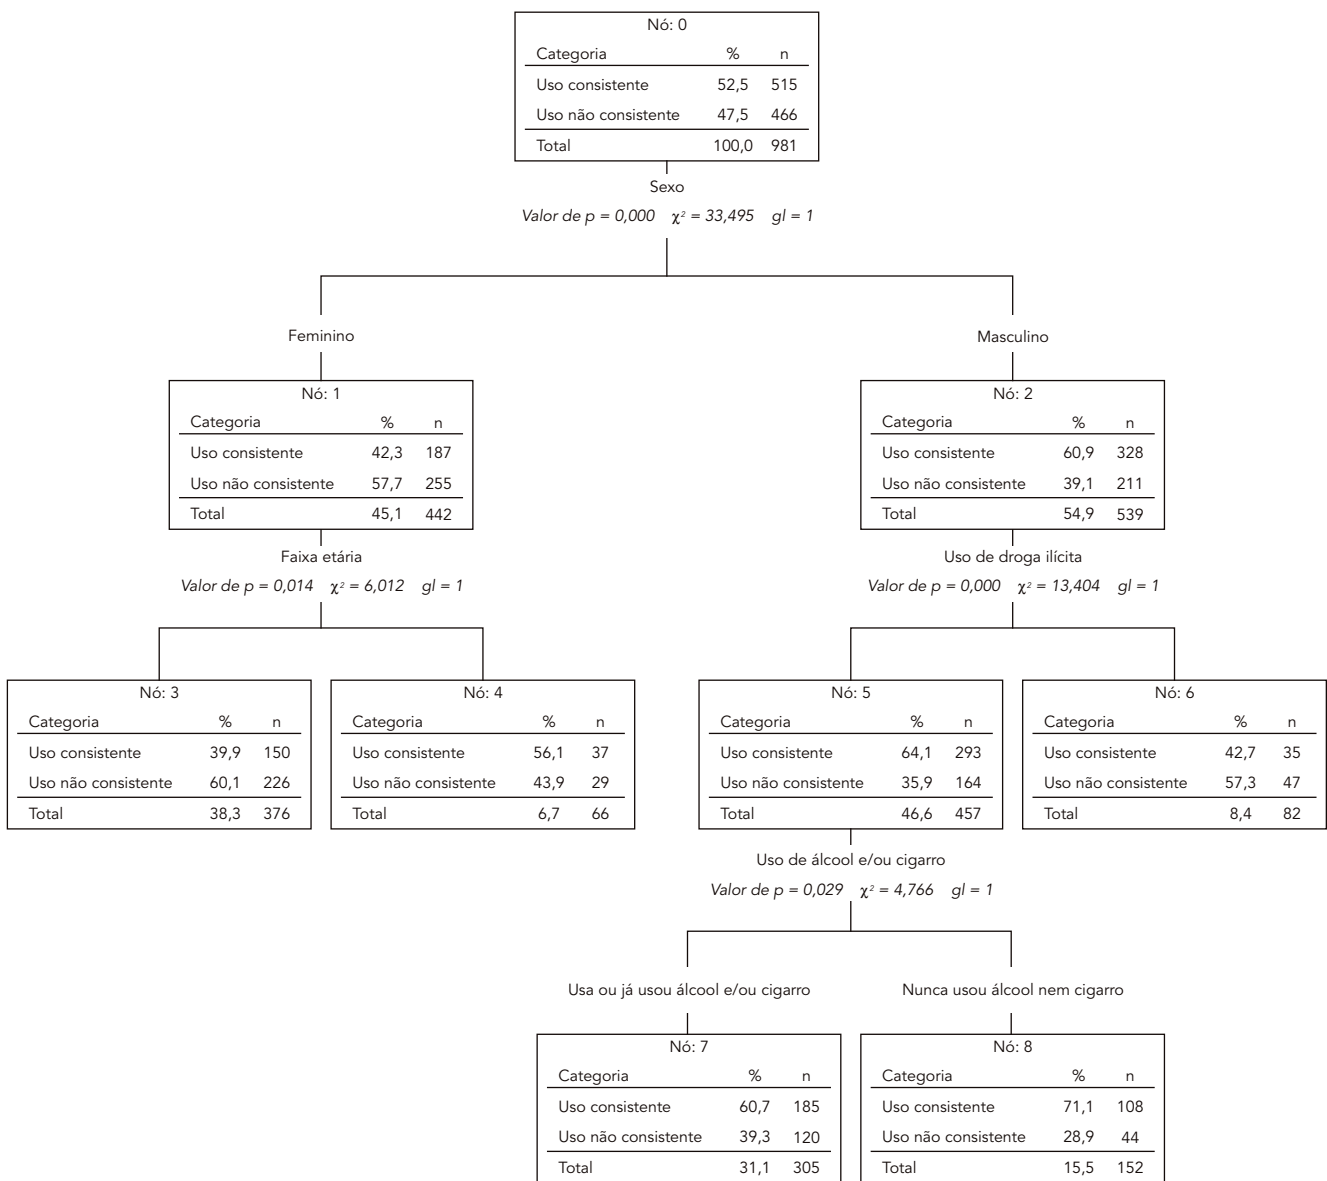 Nó: 0
Categoria % n
Uso consistente 52,5 515
Uso não consistente 47,5 466
Total 100,0 981
Sexo
Valor de p = 0,000 χ² = 33,495 gl = 1
Feminino
Masculino
Nó: 1
Categoria % n
Uso consistente 42,3 187
Uso não consistente 57,7 255
Total 45,1 442
Faixa etária
Valor de p = 0,014 χ² = 6,012 gl = 1
Nó: 2
Categoria % n
Uso consistente 60,9 328
Uso não consistente 39,1 211
Total 54,9 539
Uso de droga ilícita
Valor de p = 0,000 χ² = 13,404 gl = 1
Nó: 3
Categoria % n
Uso consistente 39,9 150
Uso não consistente 60,1 226
Total 38,3 376
Nó: 4
Categoria % n
Uso consistente 56,1 37
Uso não consistente 43,9 29
Total 6,7 66
Nó: 5
Categoria % n
Uso consistente 64,1 293
Uso não consistente 35,9 164
Total 46,6 457
Nó: 6
Categoria % n
Uso consistente 42,7 35
Uso não consistente 57,3 47
Total 8,4 82
Uso de álcool e/ou cigarro
Valor de p = 0,029 χ² = 4,766 gl = 1
Usa ou já usou álcool e/ou cigarro
Nunca usou álcool nem cigarro
Nó: 7
Categoria % n
Uso consistente 60,7 185
Uso não consistente 39,3 120
Total 31,1 305
Nó: 8
Categoria % n
Uso consistente 71,1 108
Uso não consistente 28,9 44
Total 15,5 152